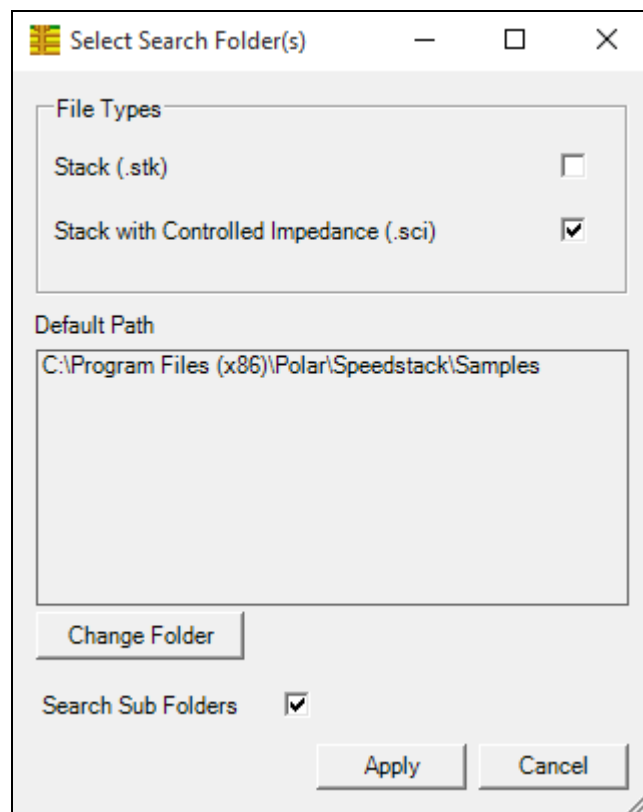 Select Search Folder(s)
File Types
Stack (.stk)
Stack with Controlled Impedance (.sci)
Default Path
C:\Program Files (x86)\Polar\Speedstack\Samples
Change Folder
Search Sub Folders
Apply Cancel